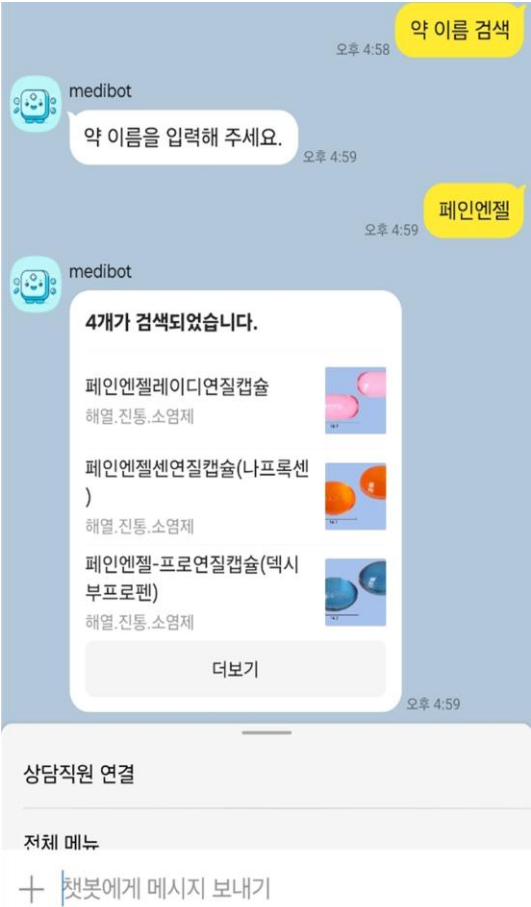 약 이름 검색
오후 4:58
medibot
약 이름을 입력해 주세요.
오후 4:59
페인엔젤
오후 4:59
medibot
4개가 검색되었습니다.
페인엔젤레이디연질캡슐
해열.진통.소염제
페인엔젤센연질캡슐(나프록센
)
해열.진통.소염제
페인엔젤-프로연질캡슐(덱시
부프로펜)
해열.진통.소염제
더보기
오후 4:59
상담직원 연결
전체 메뉴
챗봇에게 메시지 보내기